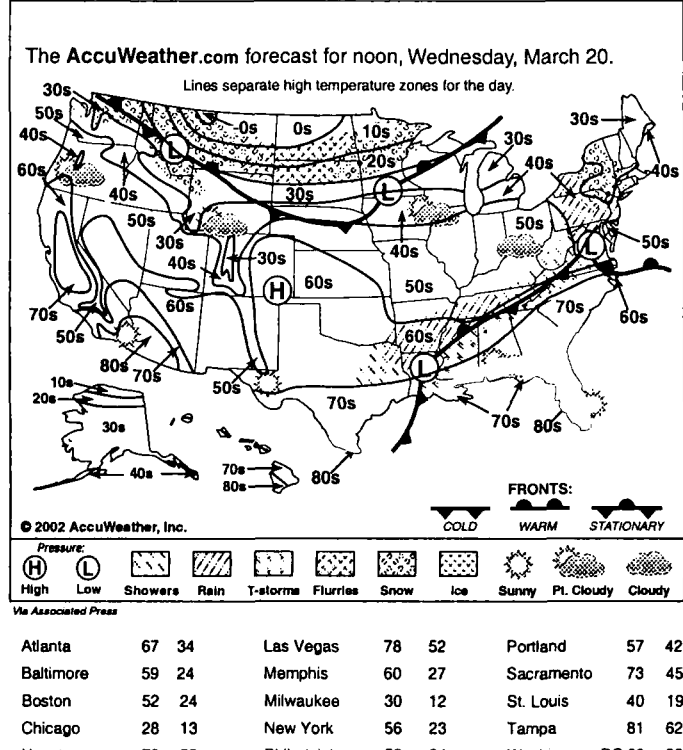 The AccuWeather.com forecast for noon, Wednesday, March 20.
Lines separate high temperature zones for the day.
30s
50s
40s
60s
0s
0s
10s
20s
30s
30s
30s
40s
40s
L
L
40s
50s
30s
40s
30s
60s
H
60s
50s
40s
50s
50s
L
60s
70s
50s
70s
80s
70s
50s
60s
L
70s
80s
70s
80s
10s
20s
30s
40s
70s
80s
© 2002 AccuWeather, Inc.
FRONTS:
COLD WARM STATIONARY
Pressure:
H L
High Low Showers Rain T-storms Flurries Snow Ice Sunny Pt. Cloudy Cloudy
Via Associated Press
Atlanta 67 34 Las Vegas 78 52 Portland 57 42
Baltimore 59 24 Memphis 60 27 Sacramento 73 45
Boston 52 24 Milwaukee 30 12 St. Louis 40 19
Chicago 28 13 New York 56 23 Tampa 81 62